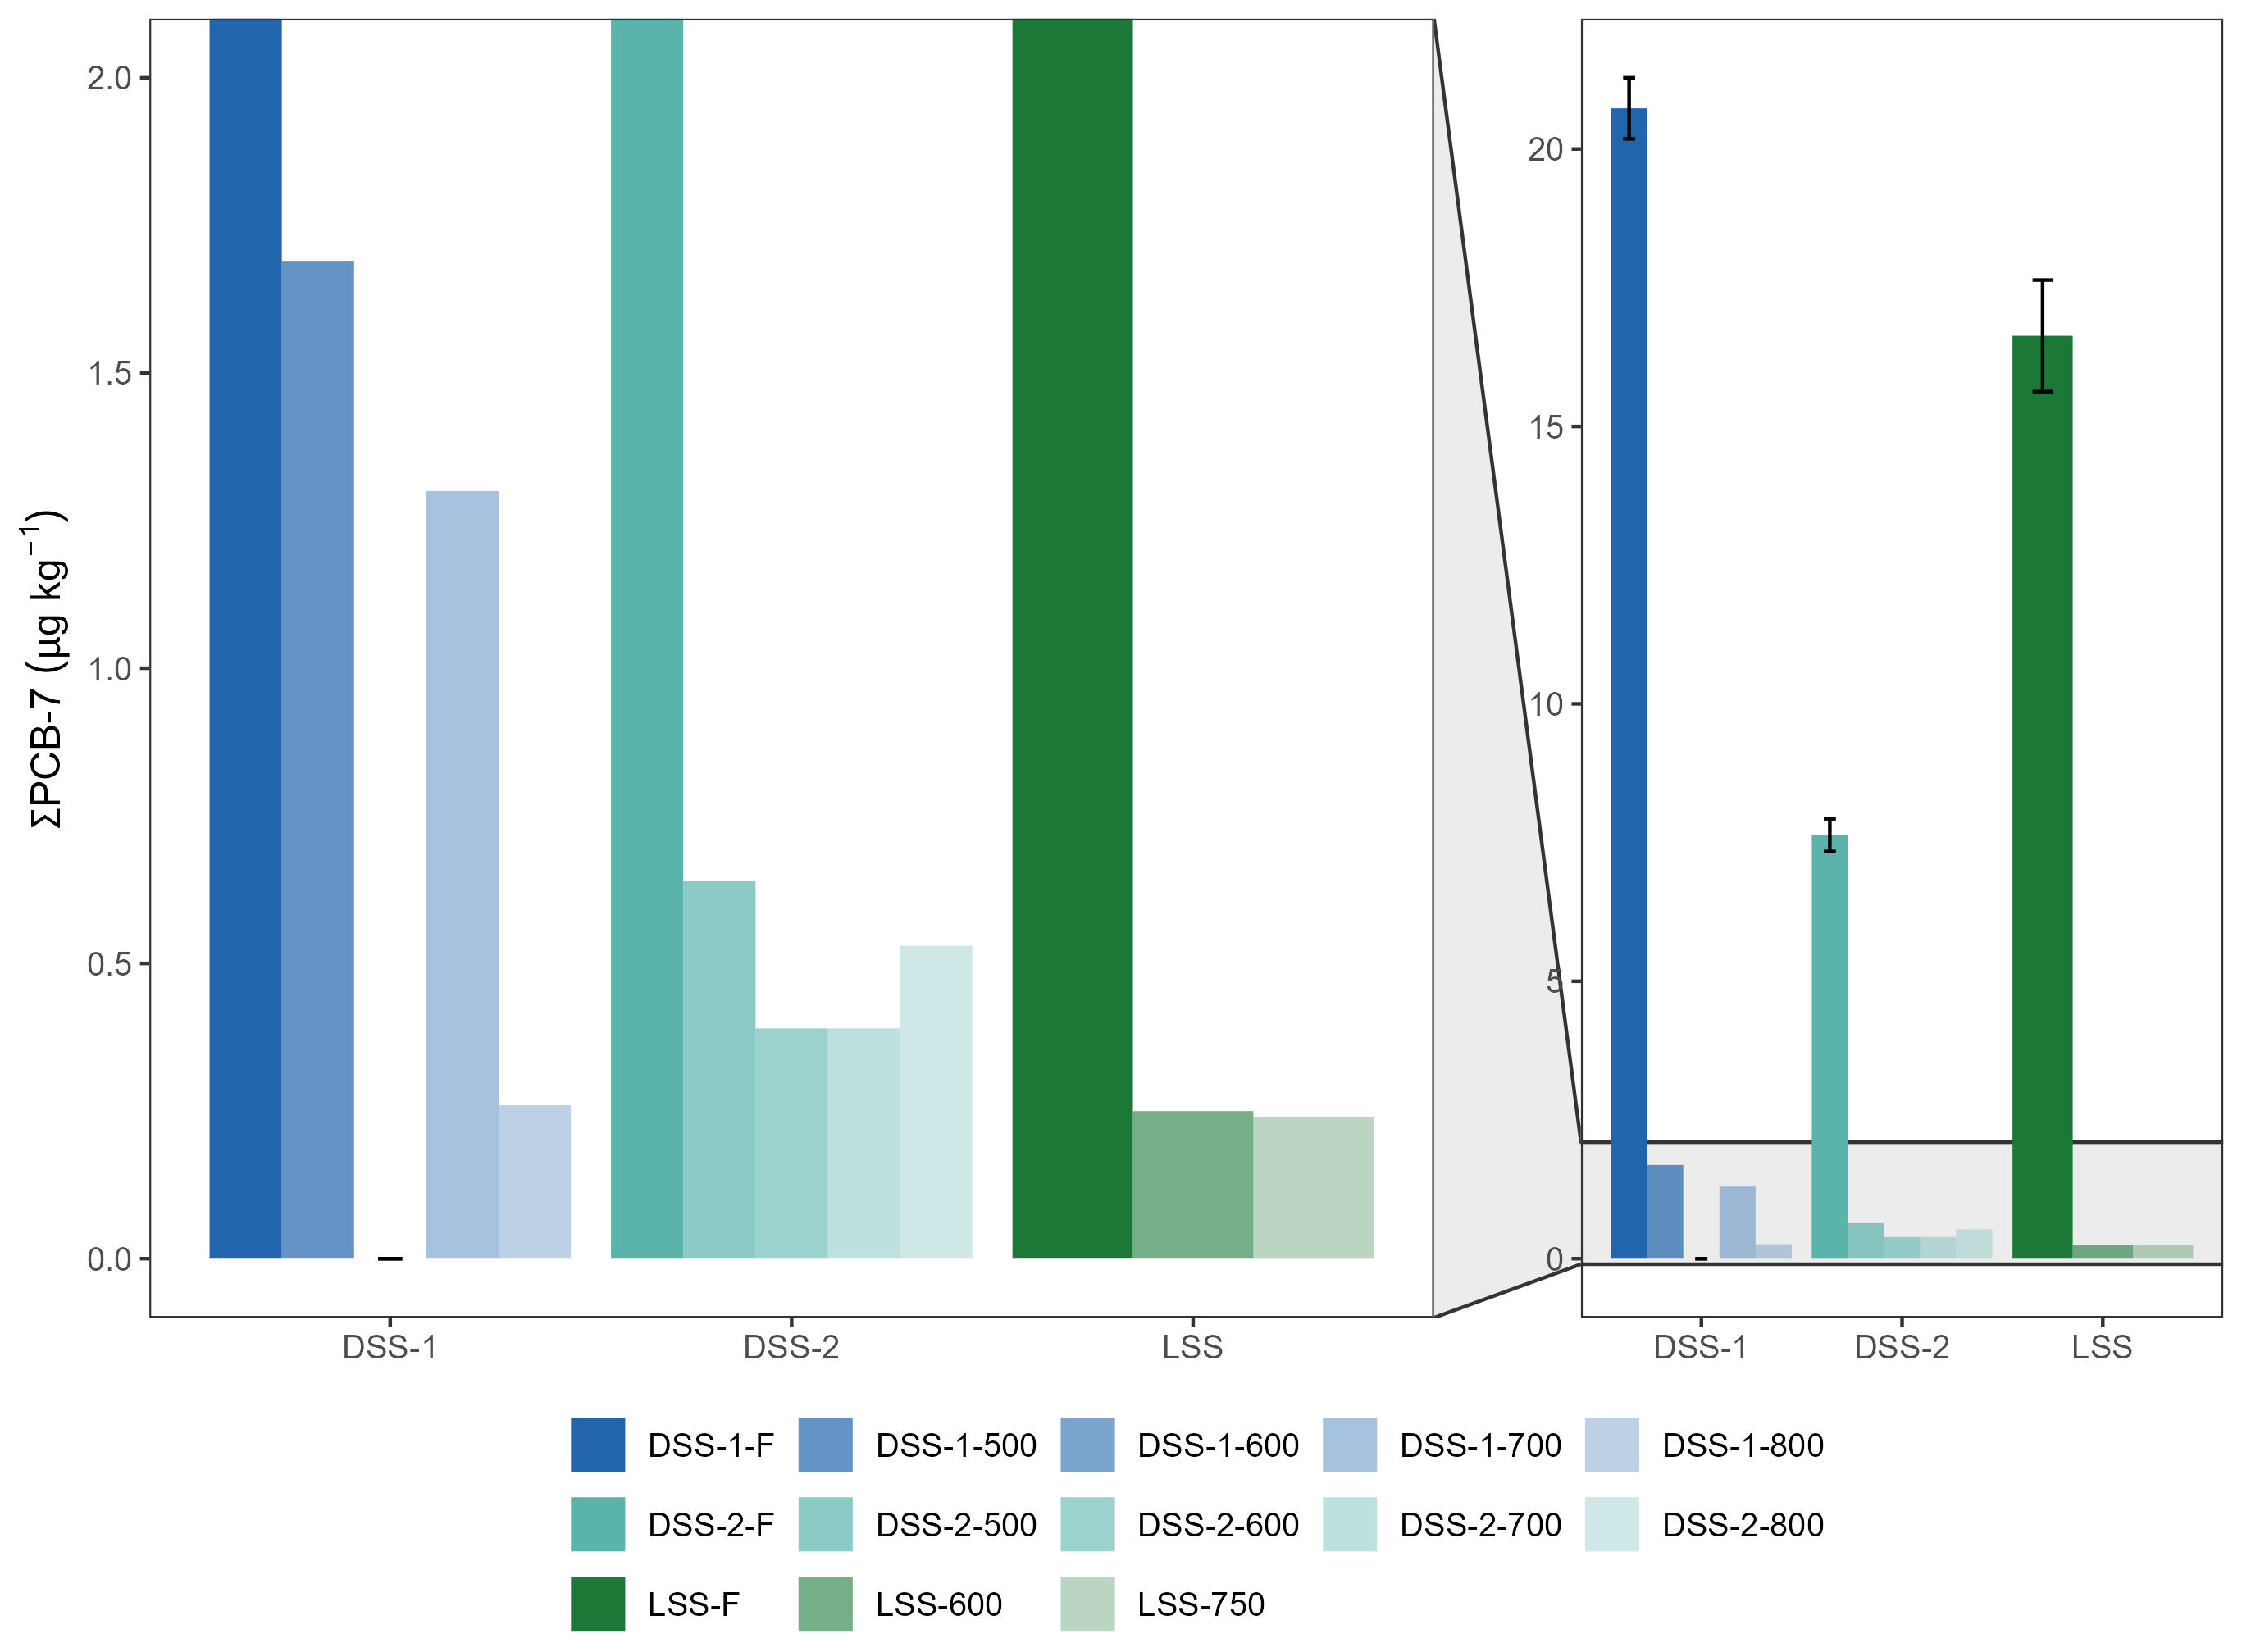 ΣPCB-7 (µg kg⁻¹)
2.0
1.5
1.0
0.5
0.0
DSS-1 DSS-2 LSS
20
15
10
5
0
DSS-1 DSS-2 LSS
DSS-1-F DSS-1-500 DSS-1-600 DSS-1-700 DSS-1-800
DSS-2-F DSS-2-500 DSS-2-600 DSS-2-700 DSS-2-800
LSS-F LSS-600 LSS-750